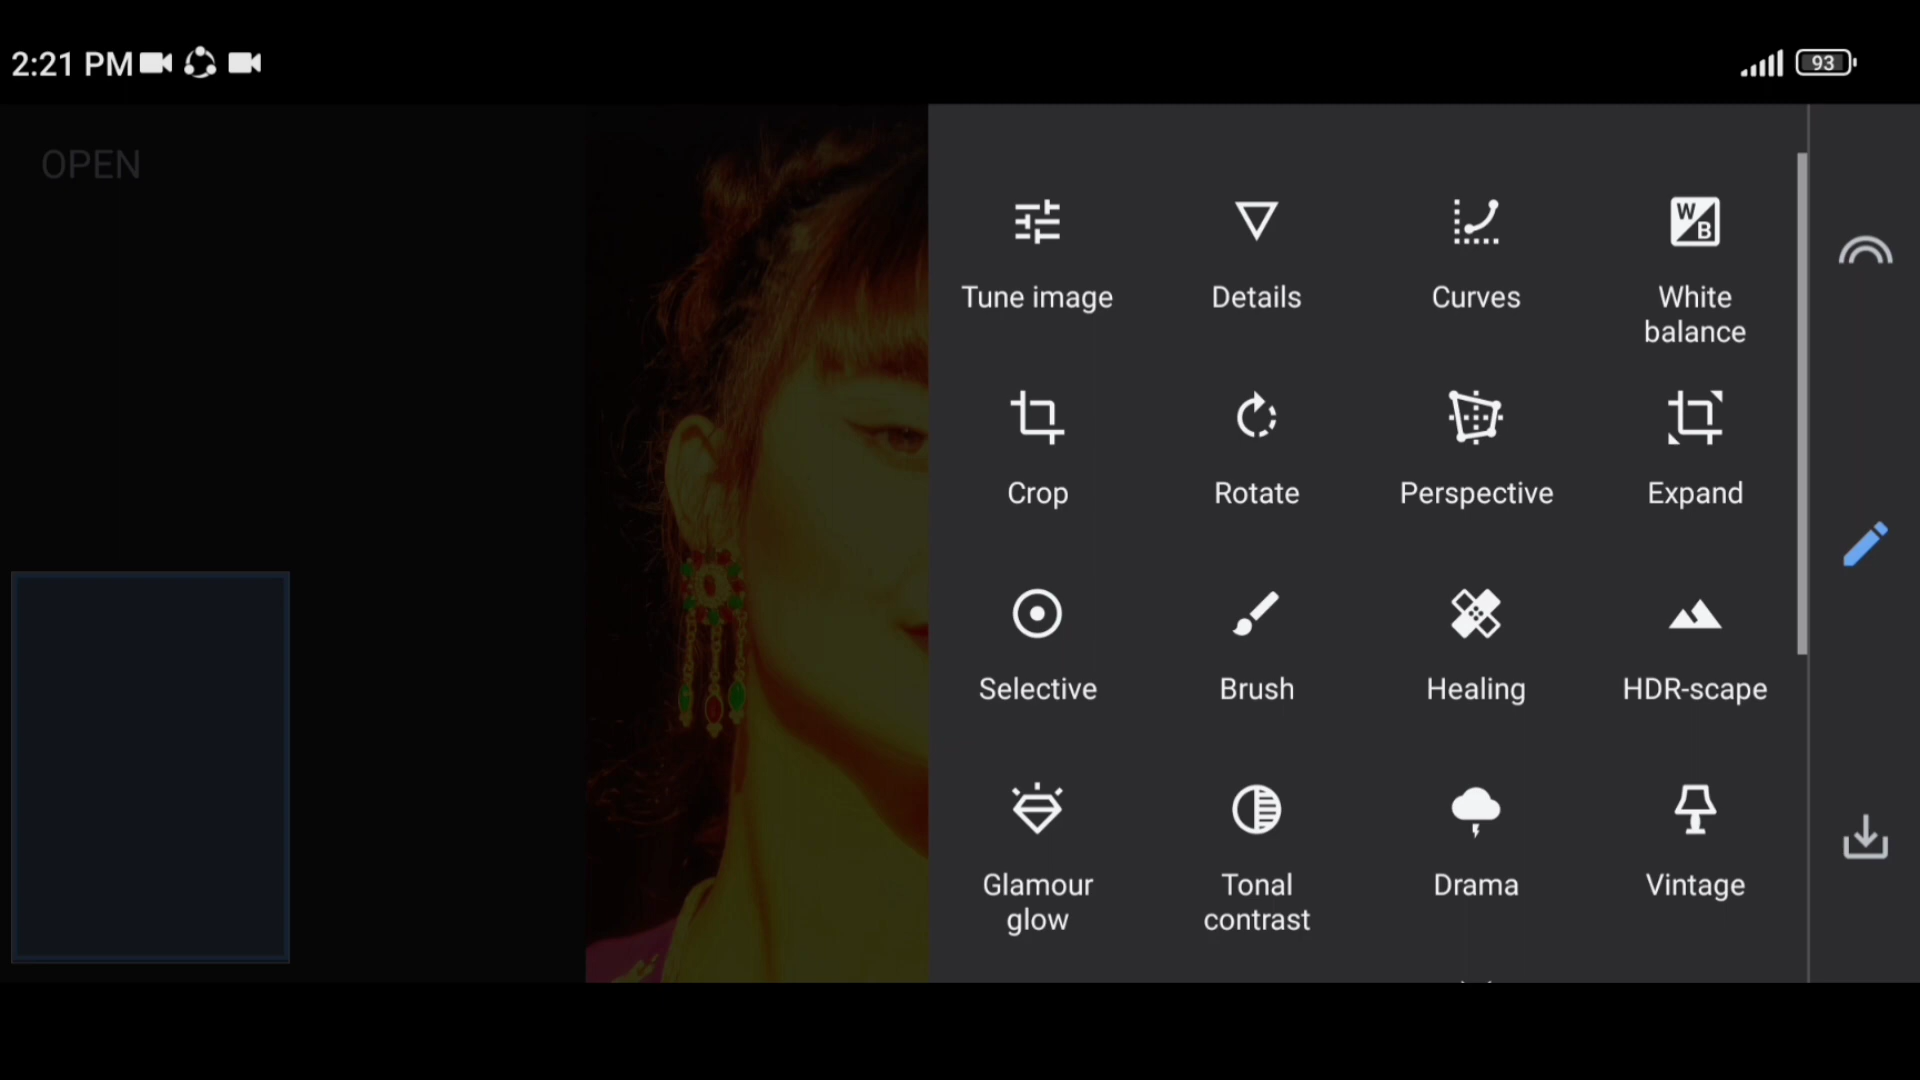 2:21 PM
93
OPEN
Tune image
Details
Curves
W
B
White
balance
Crop
Rotate
Perspective
Expand
Selective
Brush
Healing
HDR-scape
Glamour
glow
Tonal
contrast
Drama
Vintage